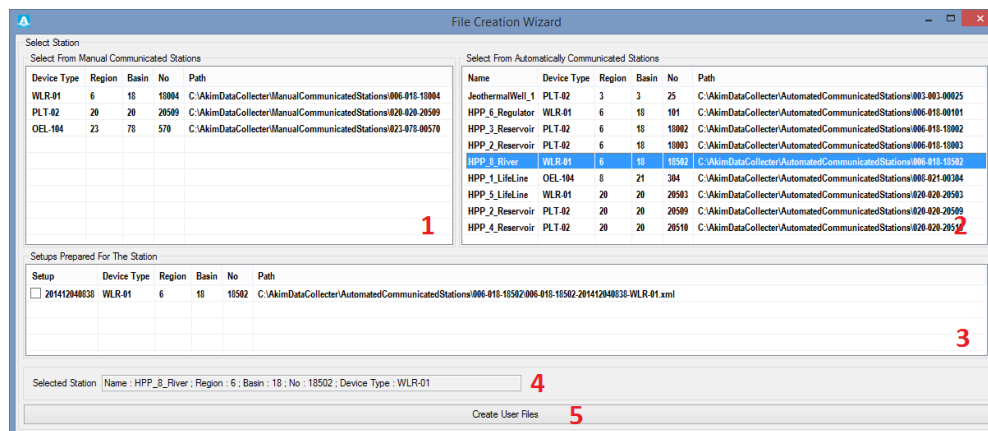 File Creation Wizard
Select Station
Select From Manual Communicated Stations
Device Type Region Basin No Path
WLR-01 6 18 18004 C:\AkimDataCollecter\ManualCommunicatedStations\006-018-18004
PLT-02 20 20 20509 C:\AkimDataCollecter\ManualCommunicatedStations\020-020-20509
OEL-104 23 78 570 C:\AkimDataCollecter\ManualCommunicatedStations\023-078-00570
1
Select From Automatically Communicated Stations
Name Device Type Region Basin No Path
JeothermalWell_1 PLT-02 3 3 25 C:\AkimDataCollecter\AutomatedCommunicatedStations\003-003-00025
HPP_6_Regulator WLR-01 6 18 101 C:\AkimDataCollecter\AutomatedCommunicatedStations\006-018-00101
HPP_3_Reservoir PLT-02 6 18 18002 C:\AkimDataCollecter\AutomatedCommunicatedStations\006-018-18002
HPP_2_Reservoir PLT-02 6 18 18003 C:\AkimDataCollecter\AutomatedCommunicatedStations\006-018-18003
HPP_8_River WLR-01 6 18 18502 C:\AkimDataCollecter\AutomatedCommunicatedStations\006-018-18502
HPP_1_LifeLine OEL-104 8 21 304 C:\AkimDataCollecter\AutomatedCommunicatedStations\008-021-00304
HPP_5_LifeLine WLR-01 20 20 20503 C:\AkimDataCollecter\AutomatedCommunicatedStations\020-020-20503
HPP_2_Reservoir PLT-02 20 20 20509 C:\AkimDataCollecter\AutomatedCommunicatedStations\020-020-20509
HPP_4_Reservoir PLT-02 20 20 20510 C:\AkimDataCollecter\AutomatedCommunicatedStations\020-020-20510
2
Setups Prepared For The Station
Setup Device Type Region Basin No Path
201412040838 WLR-01 6 18 18502 C:\AkimDataCollecter\AutomatedCommunicatedStations\006-018-18502\006-018-18502-201412040838-WLR-01.xml
3
Selected Station Name : HPP_8_River ; Region : 6 ; Basin : 18 ; No : 18502 ; Device Type : WLR-01
4
Create User Files
5